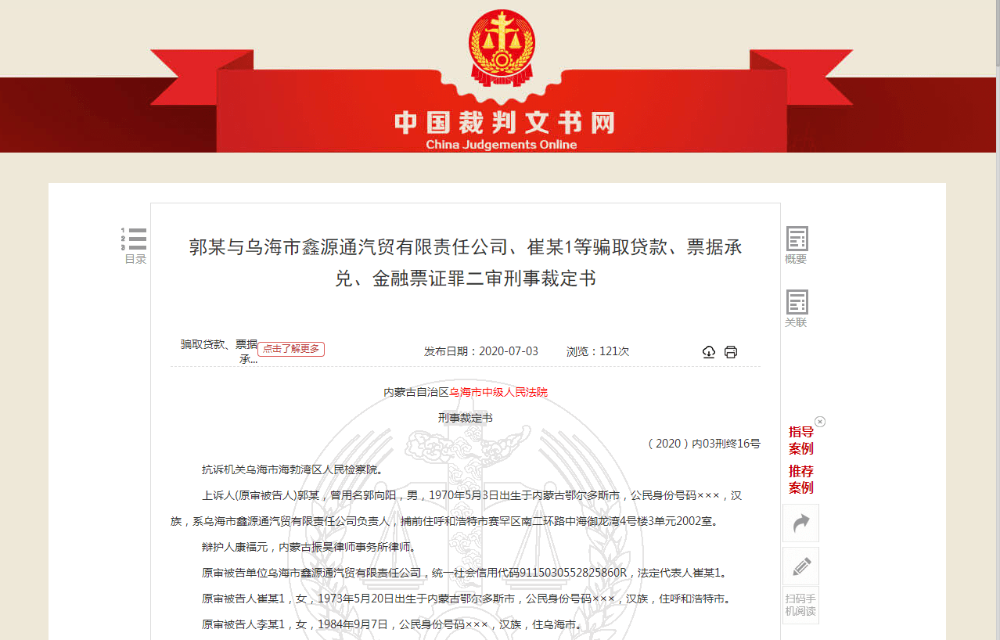 中国裁判文书网
China Judgements Online
1
2
3
目录
郭某与乌海市鑫源通汽贸有限责任公司、崔某1等骗取贷款、票据承
兑、金融票证罪二审刑事裁定书
概要
关联
骗取贷款、票据
承...
点击了解更多
发布日期：2020-07-03
浏览：121次
内蒙古自治区乌海市中级人民法院
刑事裁定书
（2020）内03刑终16号
抗诉机关乌海市海勃湾区人民检察院。
上诉人(原审被告人)郭某，曾用名郭向阳，男，1970年5月3日出生于内蒙古鄂尔多斯市，公民身份号码×××，汉
族，系乌海市鑫源通汽贸有限责任公司负责人，捕前住呼和浩特市赛罕区南二环路中海御龙湾4号楼3单元2002室。
辩护人康福元，内蒙古振昊律师事务所律师。
原审被告单位乌海市鑫源通汽贸有限责任公司，统一社会信用代码91150305528258​60R，法定代表人崔某1。
原审被告人崔某1，女，1973年5月20日出生于内蒙古鄂尔多斯市，公民身份号码×××，汉族，住呼和浩特市。
原审被告人李某1，女，1984年9月7日，公民身份号码×××，汉族，住乌海市。
指导
案例
推荐
案例
扫码手
机阅读